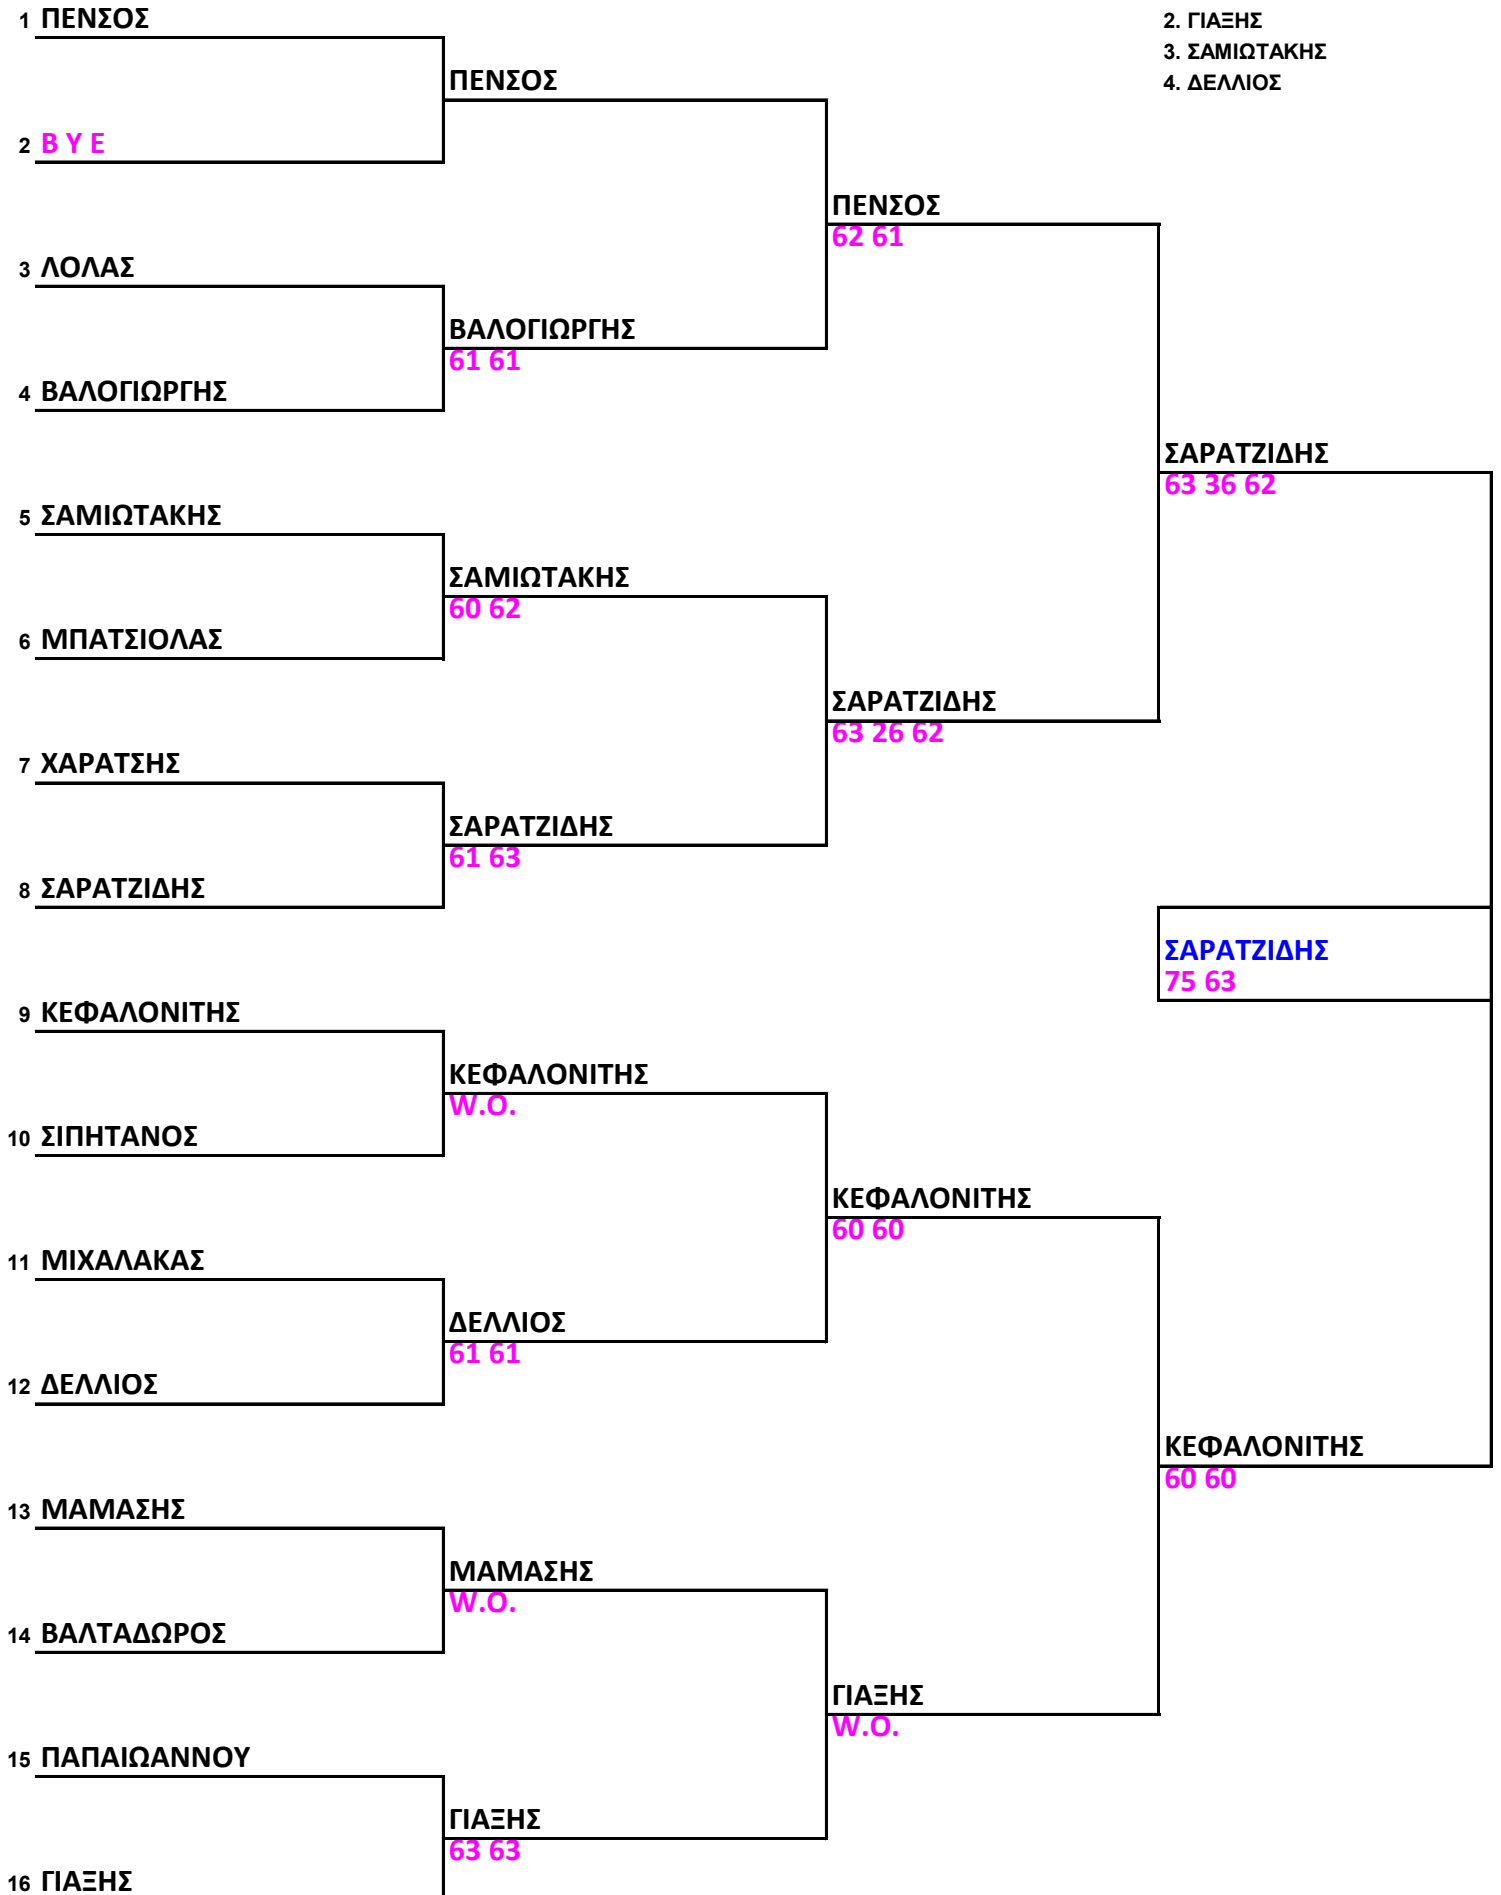 1 ΠΕΝΣΟΣ
2. ΓΙΑΞΗΣ
3. ΣΑΜΙΩΤΑΚΗΣ
4. ΔΕΛΛΙΟΣ
ΠΕΝΣΟΣ
2 B Y E
ΠΕΝΣΟΣ
62 61
3 ΛΟΛΑΣ
ΒΑΛΟΓΙΩΡΓΗΣ
61 61
4 ΒΑΛΟΓΙΩΡΓΗΣ
ΣΑΡΑΤΖΙΔΗΣ
63 36 62
5 ΣΑΜΙΩΤΑΚΗΣ
ΣΑΜΙΩΤΑΚΗΣ
60 62
6 ΜΠΑΤΣΙΟΛΑΣ
ΣΑΡΑΤΖΙΔΗΣ
63 26 62
7 ΧΑΡΑΤΣΗΣ
ΣΑΡΑΤΖΙΔΗΣ
61 63
8 ΣΑΡΑΤΖΙΔΗΣ
ΣΑΡΑΤΖΙΔΗΣ
75 63
9 ΚΕΦΑΛΟΝΙΤΗΣ
ΚΕΦΑΛΟΝΙΤΗΣ
W.O.
10 ΣΙΠΗΤΑΝΟΣ
ΚΕΦΑΛΟΝΙΤΗΣ
60 60
11 ΜΙΧΑΛΑΚΑΣ
ΔΕΛΛΙΟΣ
61 61
12 ΔΕΛΛΙΟΣ
ΚΕΦΑΛΟΝΙΤΗΣ
60 60
13 ΜΑΜΑΣΗΣ
ΜΑΜΑΣΗΣ
W.O.
14 ΒΑΛΤΑΔΩΡΟΣ
ΓΙΑΞΗΣ
W.O.
15 ΠΑΠΑΙΩΑΝΝΟΥ
ΓΙΑΞΗΣ
63 63
16 ΓΙΑΞΗΣ